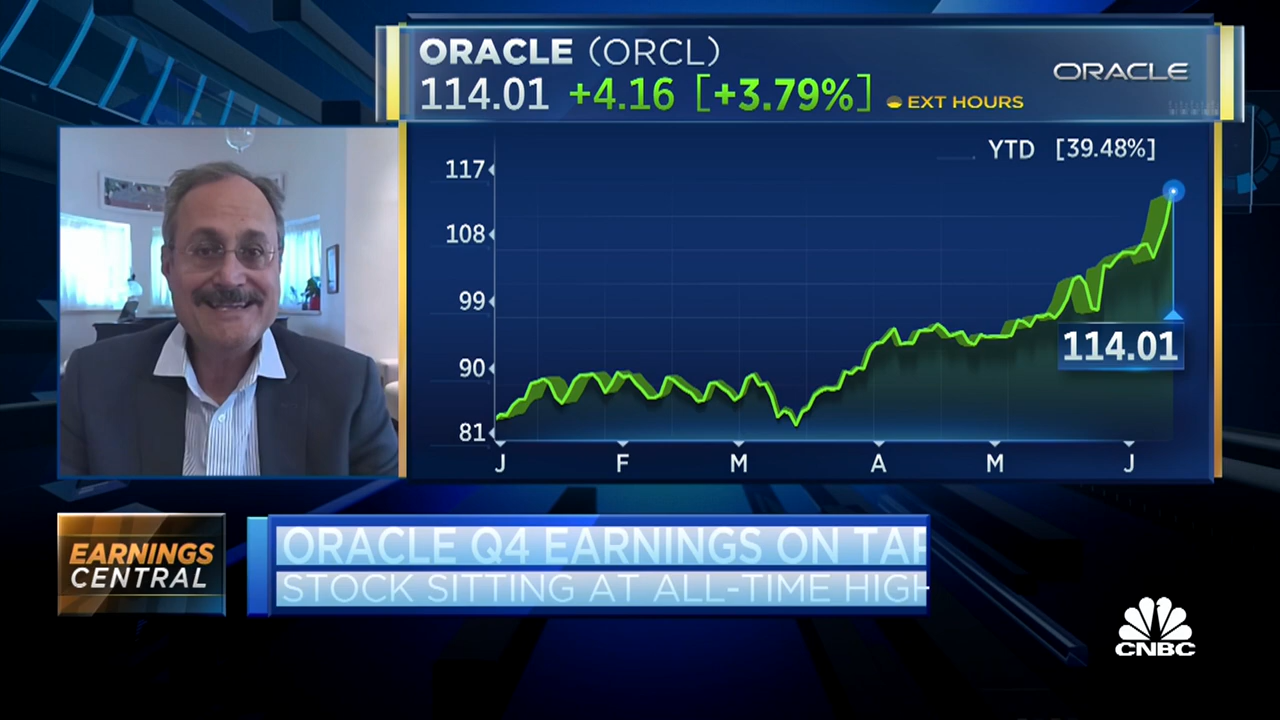 ORACLE (ORCL)
114.01 +4.16 [+3.79%] EXT HOURS
ORACLE
YTD [39.48%]
117
108
99
90
81
114.01
J F M A M J
EARNINGS
CENTRAL
ORACLE Q4 EARNINGS ON TAP
STOCK SITTING AT ALL-TIME HIGH
CNBC